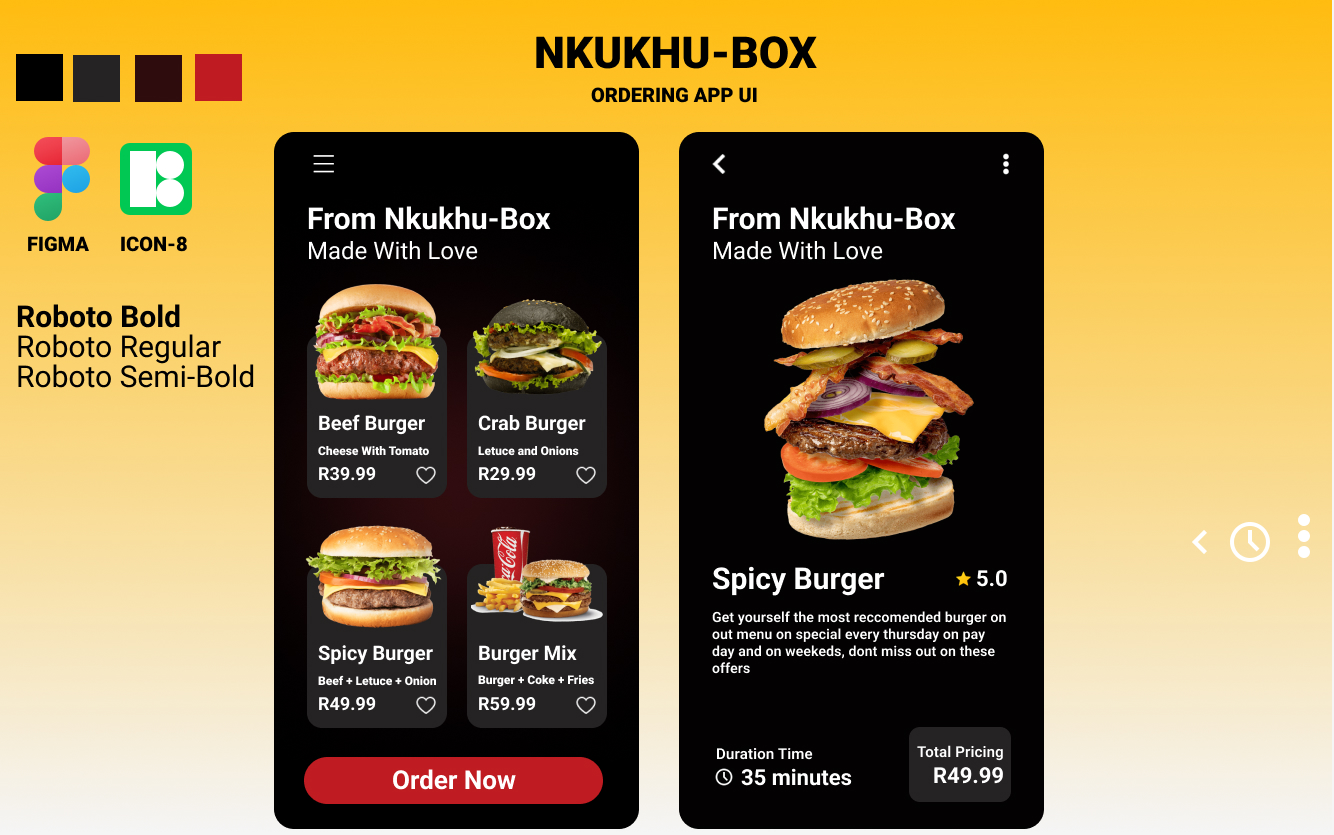 NKUKHU-BOX
ORDERING APP UI
FIGMA
ICON-8
Roboto Bold
Roboto Regular
Roboto Semi-Bold
From Nkukhu-Box
Made With Love
Beef Burger
Cheese With Tomato
R39.99
Crab Burger
Letuce and Onions
R29.99
Coca-Cola
Spicy Burger
Beef + Letuce + Onion
R49.99
Burger Mix
Burger + Coke + Fries
R59.99
Order Now
From Nkukhu-Box
Made With Love
Spicy Burger
5.0
Get yourself the most reccomended burger on
out menu on special every thursday on pay
day and on weekeds, dont miss out on these
offers
Duration Time
35 minutes
Total Pricing
R49.99